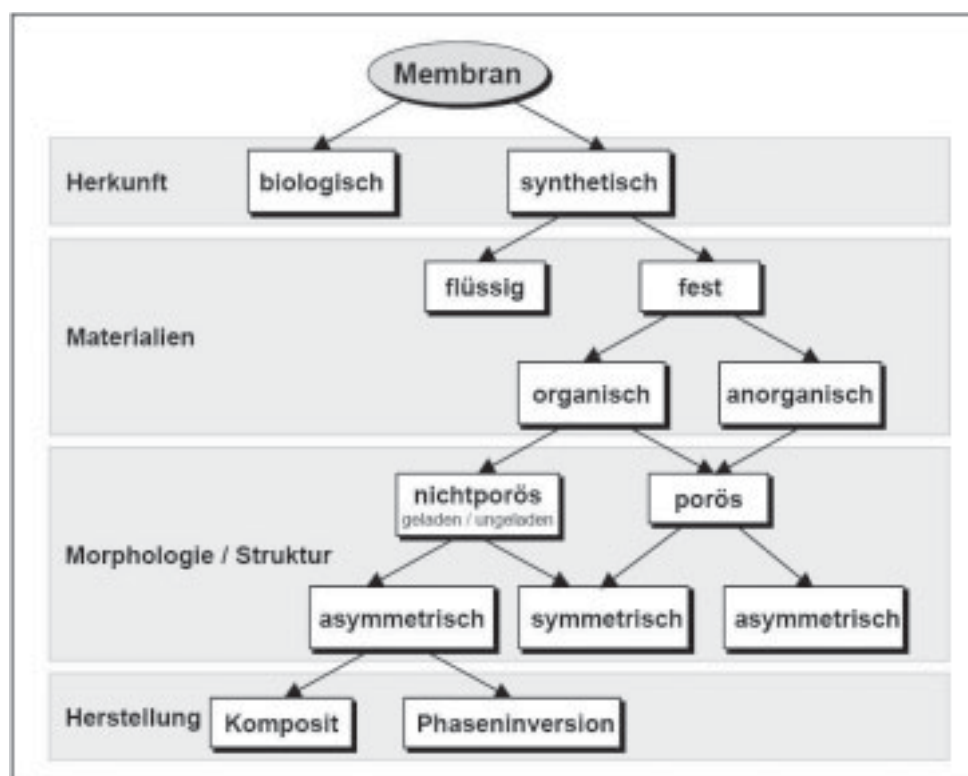 Membran
Herkunft
biologisch
synthetisch
flüssig
fest
Materialien
organisch
anorganisch
nichtporös
geladen / ungeladen
porös
Morphologie / Struktur
asymmetrisch
symmetrisch
asymmetrisch
Herstellung
Komposit
Phaseninversion